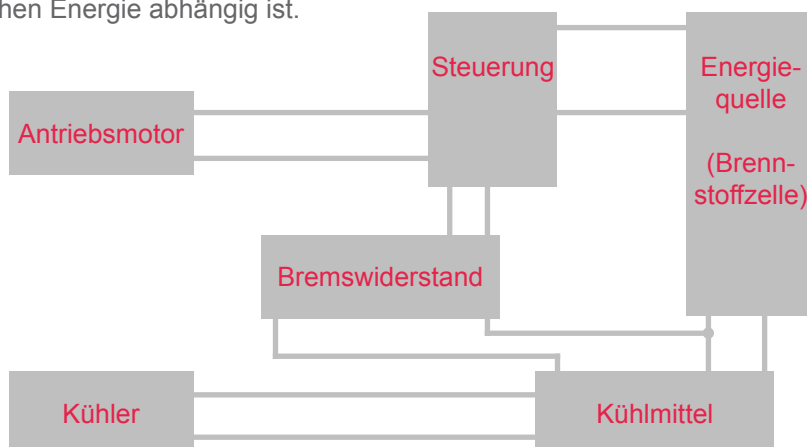 hen Energie abhängig ist.
Steuerung
Energie-
quelle
(Brenn-
stoffzelle)
Antriebsmotor
Bremswiderstand
Kühler
Kühlmittel